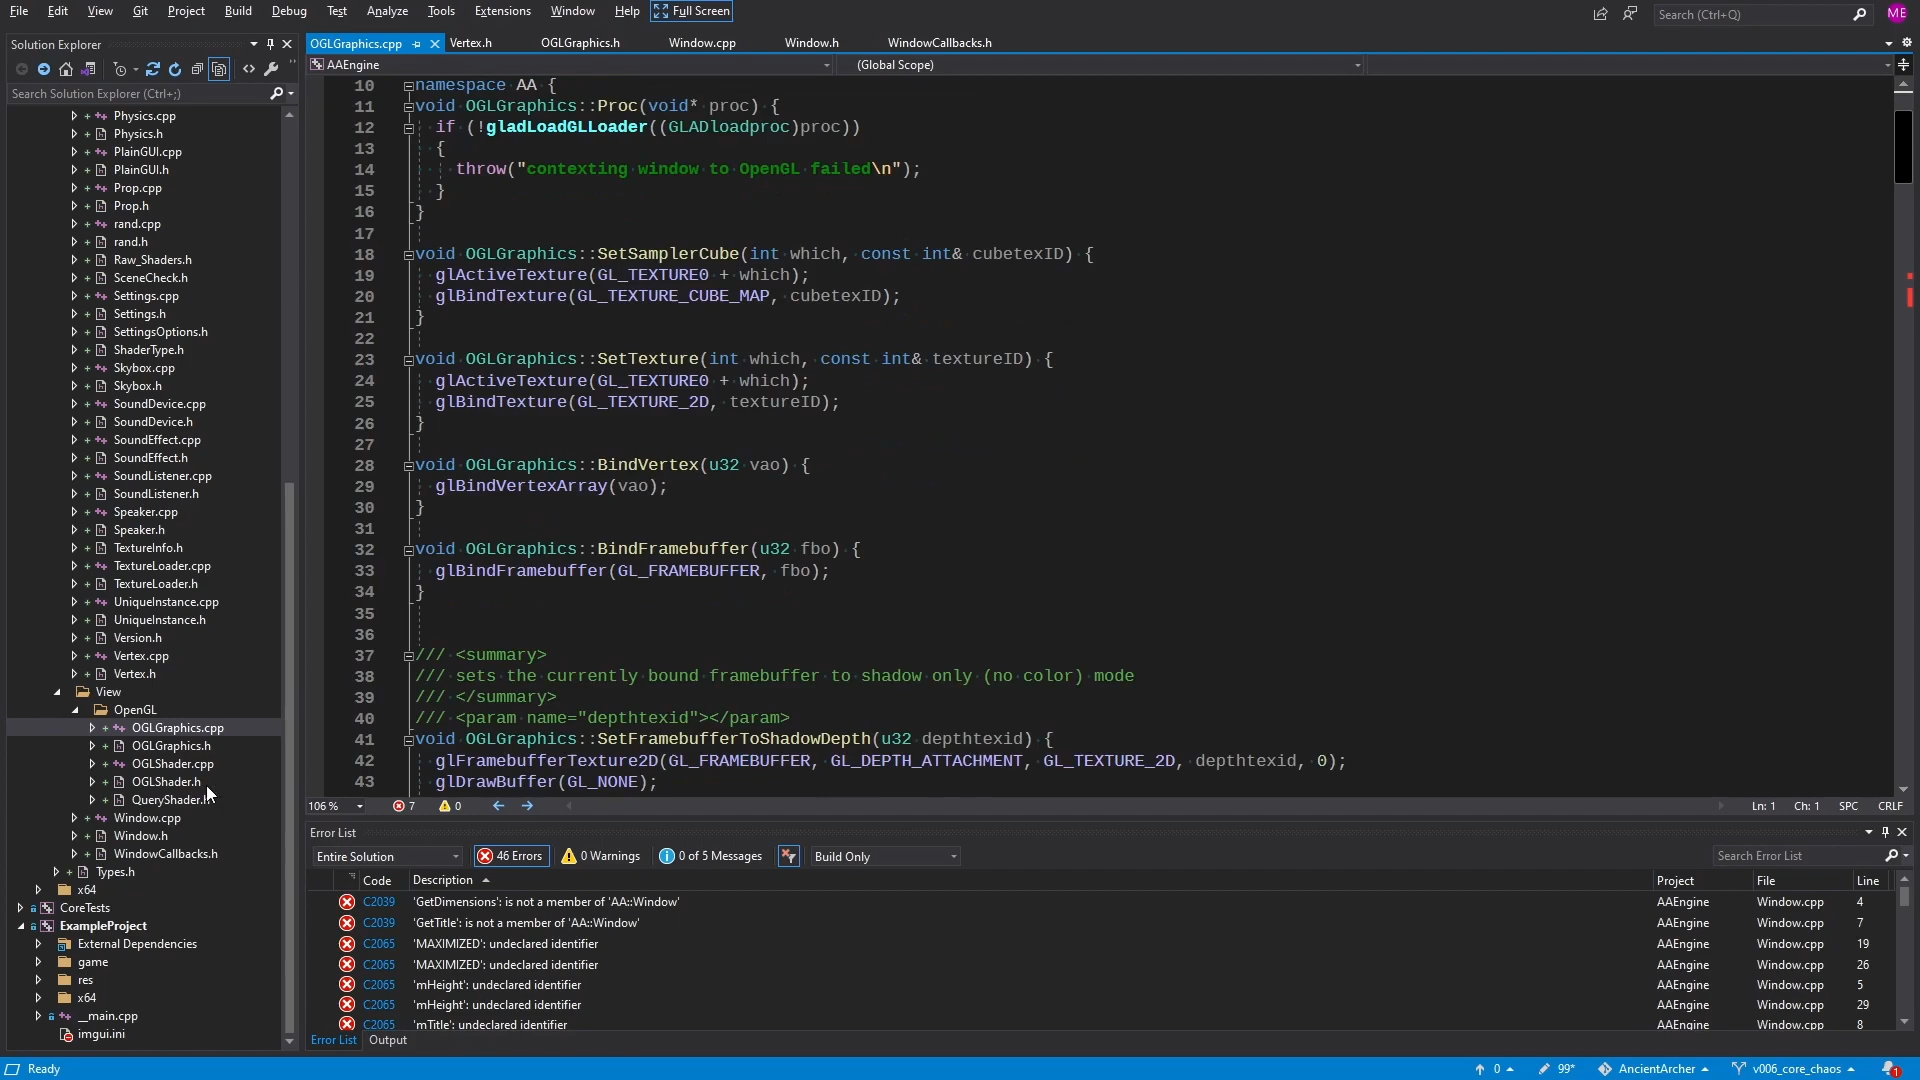 File Edit View Git Project Build Debug Test Analyze Tools Extensions Window Help Full Screen Search (Ctrl+Q) ME
Solution Explorer
Search Solution Explorer (Ctrl+;)
Physics.cpp
Physics.h
PlainGUI.cpp
PlainGUI.h
Prop.cpp
Prop.h
rand.cpp
rand.h
Raw_Shaders.h
SceneCheck.h
Settings.cpp
Settings.h
SettingsOptions.h
ShaderType.h
Skybox.cpp
Skybox.h
SoundDevice.cpp
SoundDevice.h
SoundEffect.cpp
SoundEffect.h
SoundListener.cpp
SoundListener.h
Speaker.cpp
Speaker.h
TextureInfo.h
TextureLoader.cpp
TextureLoader.h
UniqueInstance.cpp
UniqueInstance.h
Version.h
Vertex.cpp
Vertex.h
View
OpenGL
OGLGraphics.cpp
OGLGraphics.h
OGLShader.cpp
OGLShader.h
QueryShader.h
Window.cpp
Window.h
WindowCallbacks.h
Types.h
x64
CoreTests
ExampleProject
External Dependencies
game
res
x64
__main.cpp
imgui.ini
OGLGraphics.cpp Vertex.h OGLGraphics.h Window.cpp Window.h WindowCallbacks.h
AAEngine (Global Scope)
10 namespace AA {
11 void OGLGraphics::Proc(void* proc) {
12 if (!gladLoadGLLoader((GLADloadproc)proc))
13 {
14 throw("contexting window to OpenGL failed\n");
15 }
16 }
17
18 void OGLGraphics::SetSamplerCube(int which, const int& cubetexID) {
19 glActiveTexture(GL_TEXTURE0 + which);
20 glBindTexture(GL_TEXTURE_CUBE_MAP, cubetexID);
21 }
22
23 void OGLGraphics::SetTexture(int which, const int& textureID) {
24 glActiveTexture(GL_TEXTURE0 + which);
25 glBindTexture(GL_TEXTURE_2D, textureID);
26 }
27
28 void OGLGraphics::BindVertex(u32 vao) {
29 glBindVertexArray(vao);
30 }
31
32 void OGLGraphics::BindFramebuffer(u32 fbo) {
33 glBindFramebuffer(GL_FRAMEBUFFER, fbo);
34 }
35
36
37 /// <summary>
38 /// sets the currently bound framebuffer to shadow only (no color) mode
39 /// </summary>
40 /// <param name="depthtexid"></param>
41 void OGLGraphics::SetFramebufferToShadowDepth(u32 depthtexid) {
42 glFramebufferTexture2D(GL_FRAMEBUFFER, GL_DEPTH_ATTACHMENT, GL_TEXTURE_2D, depthtexid, 0);
43 glDrawBuffer(GL_NONE);
106 % 7 0 Ln: 1 Ch: 1 SPC CRLF
Error List
Entire Solution 46 Errors 0 Warnings 0 of 5 Messages Build Only Search Error List
Code Description Project File Line
C2039 'GetDimensions': is not a member of 'AA::Window' AAEngine Window.cpp 4
C2039 'GetTitle': is not a member of 'AA::Window' AAEngine Window.cpp 7
C2065 'MAXIMIZED': undeclared identifier AAEngine Window.cpp 19
C2065 'MAXIMIZED': undeclared identifier AAEngine Window.cpp 26
C2065 'mHeight': undeclared identifier AAEngine Window.cpp 5
C2065 'mHeight': undeclared identifier AAEngine Window.cpp 29
C2065 'mTitle': undeclared identifier AAEngine Window.cpp 8
Error List Output
Ready 0 99* AncientArcher v006_core_chaos 1